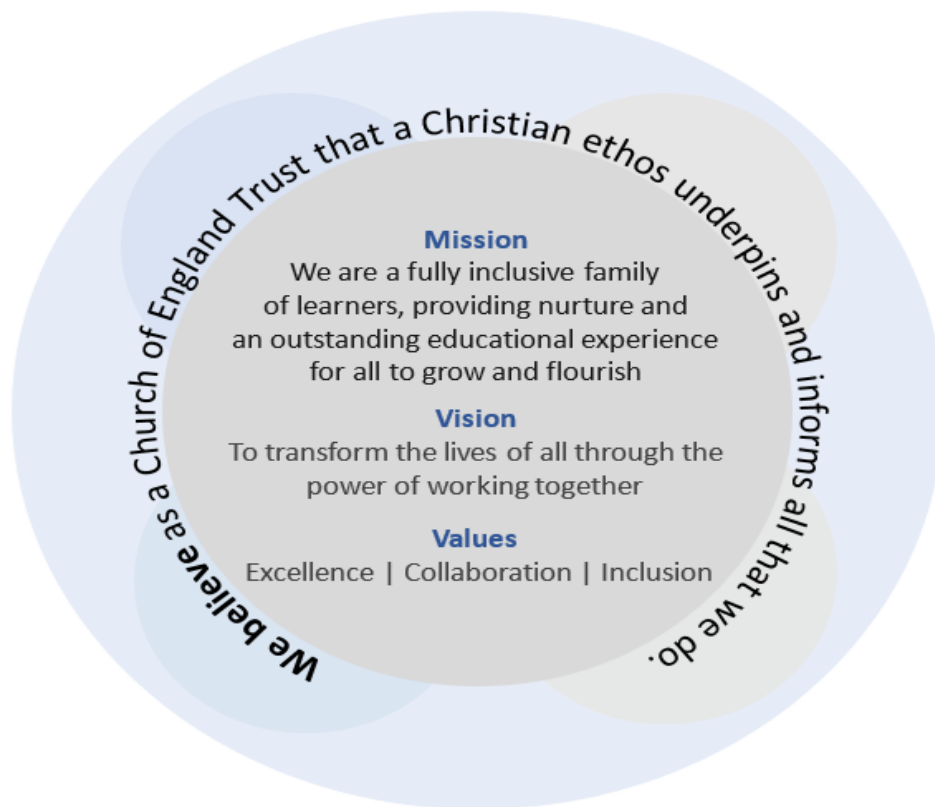 We believe as a Church of England Trust that a Christian ethos underpins and informs all that we do.
Mission
We are a fully inclusive family
of learners, providing nurture and
an outstanding educational experience
for all to grow and flourish
Vision
To transform the lives of all through the
power of working together
Values
Excellence | Collaboration | Inclusion